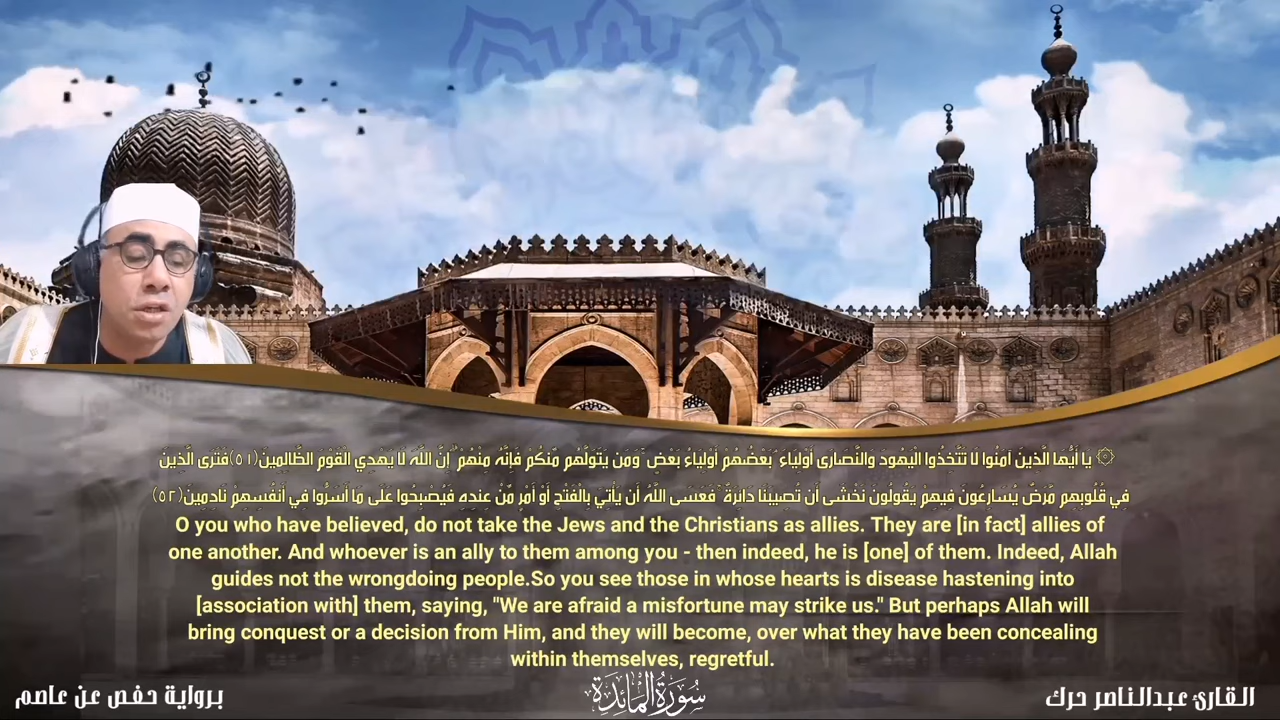 ۞ يا أَيُّهَا الَّذينَ آمَنُوا لا تَتَّخِذُوا الْيَهُودَ وَالنَّصَارَى أَوْلِيَاءَ ۘ بَعْضُهُمْ أَوْلِيَاءُ بَعْضٍ ۚ وَمَن يَتَوَلَّهُم مِّنكُمْ فَإِنَّهُ مِنْهُمْ ۗ إِنَّ اللَّهَ لَا يَهْدِي الْقَوْمَ الظَّالِمِينَ(٥١)فَتَرَى الَّذِينَ
فِي قُلُوبِهِم مَّرَضٌ يُسَارِعُونَ فِيهِمْ يَقُولُونَ نَخْشَى أَن تُصِيبَنَا دَائِرَةٌ ۚ فَعَسَى اللَّهُ أَن يَأْتِيَ بِالْفَتْحِ أَوْ أَمْرٍ مِّنْ عِندِهِ فَيُصْبِحُوا عَلَى مَا أَسَرُّوا فِي أَنفُسِهِمْ نَادِمِينَ(٥٢)
O you who have believed, do not take the Jews and the Christians as allies. They are [in fact] allies of
one another. And whoever is an ally to them among you - then indeed, he is [one] of them. Indeed, Allah
guides not the wrongdoing people.So you see those in whose hearts is disease hastening into
[association with] them, saying, "We are afraid a misfortune may strike us." But perhaps Allah will
bring conquest or a decision from Him, and they will become, over what they have been concealing
within themselves, regretful.
القارئ عبدالناصر حرك
سُورَةُ الْمَائِدَةِ
برواية حفص عن عاصم